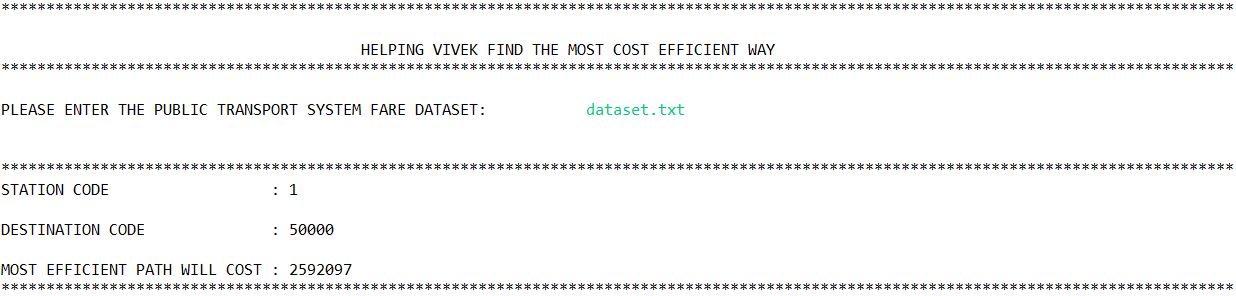 *****************************************************************************************************************************************
HELPING VIVEK FIND THE MOST COST EFFICIENT WAY
*****************************************************************************************************************************************
PLEASE ENTER THE PUBLIC TRANSPORT SYSTEM FARE DATASET: dataset.txt
*****************************************************************************************************************************************
STATION CODE : 1
DESTINATION CODE : 50000
MOST EFFICIENT PATH WILL COST : 2592097
*****************************************************************************************************************************************